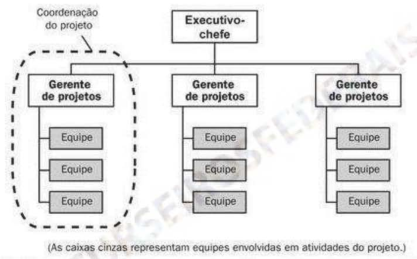 Coordenação
do projeto
Executivo-
chefe
Gerente
de projetos
Gerente
de projetos
Gerente
de projetos
Equipe
Equipe
Equipe
Equipe
Equipe
Equipe
Equipe
Equipe
Equipe
(As caixas cinzas representam equipes envolvidas em atividades do projeto.)